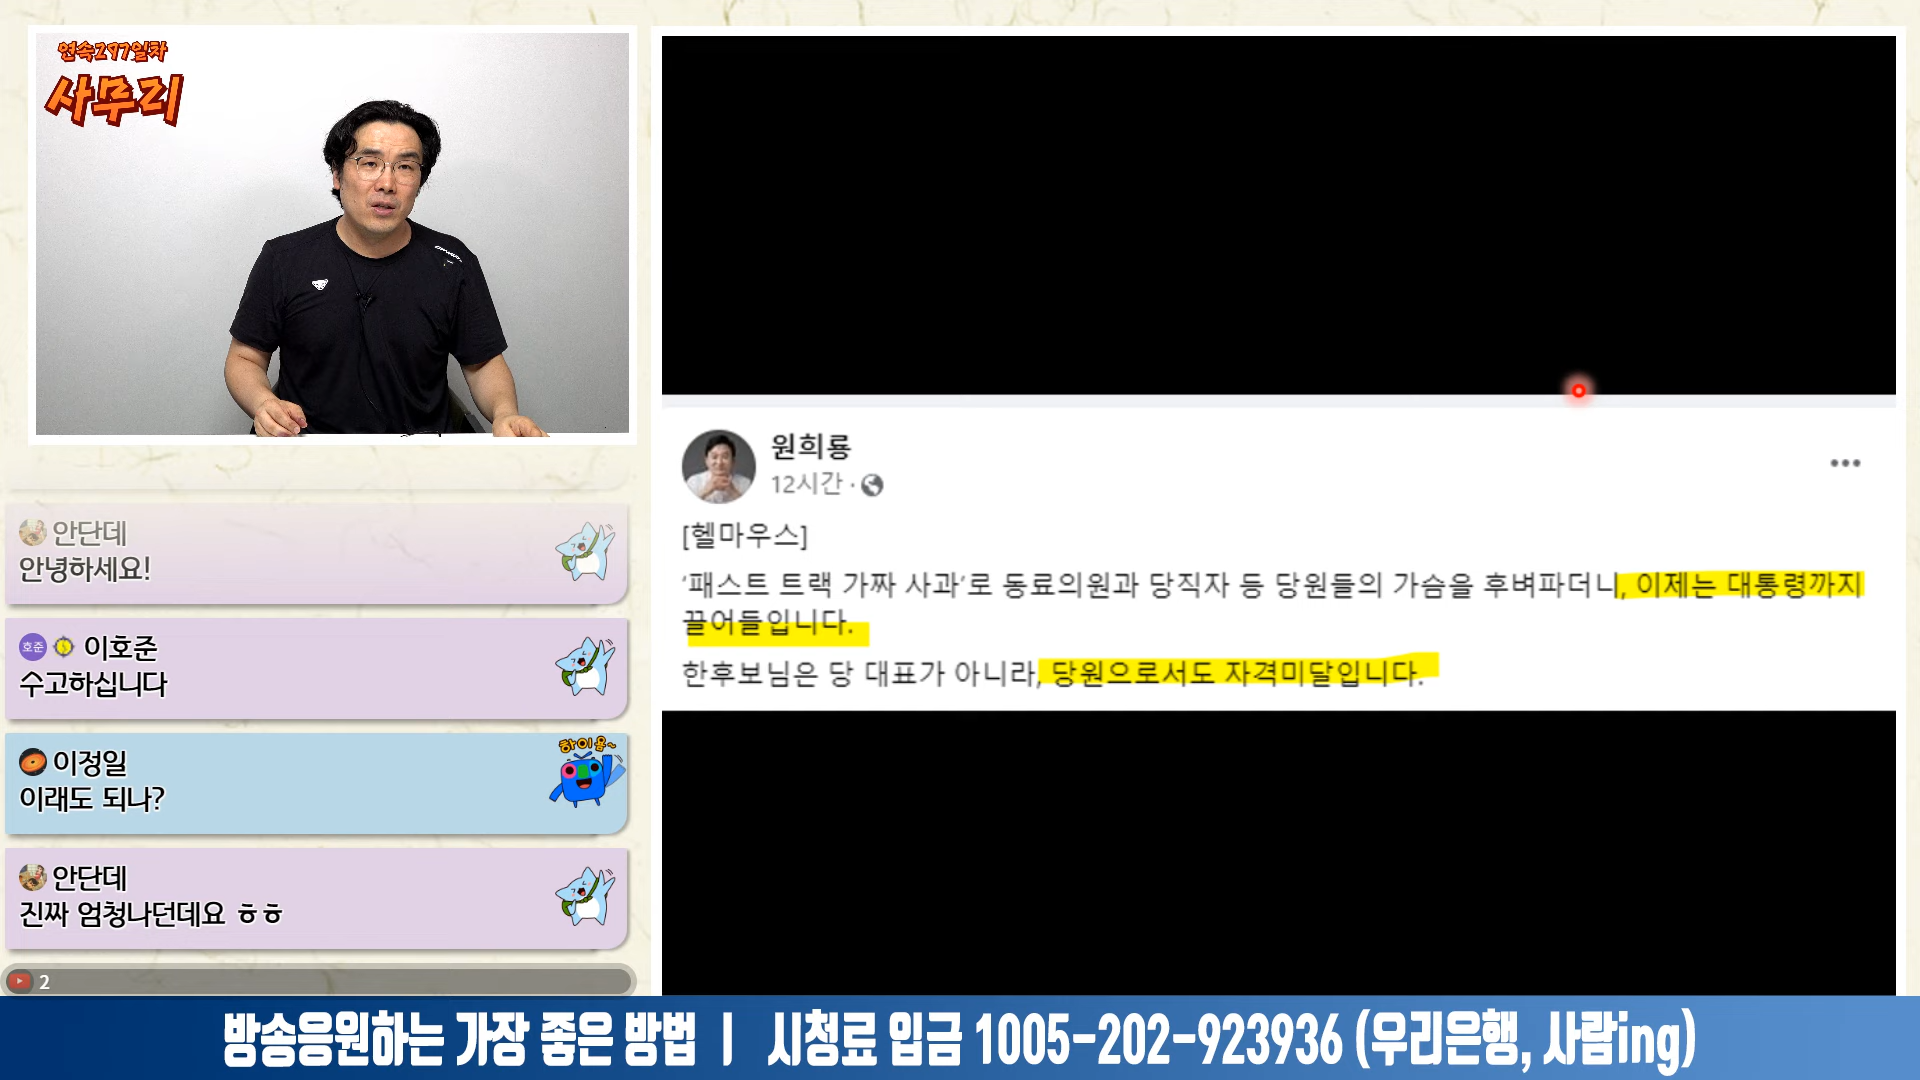 연속297일차
사무리
안단데
안녕하세요!
호준 이호준
수고하십니다
이정일
이래도 되나?
하이욤~
안단데
진짜 엄청나던데요 ㅎㅎ
2
원희룡
12시간 ·
[헬마우스]
'패스트 트랙 가짜 사과'로 동료의원과 당직자 등 당원들의 가슴을 후벼파더니, 이제는 대통령까지
끌어들입니다.
한후보님은 당 대표가 아니라, 당원으로서도 자격미달입니다.
방송응원하는 가장 좋은 방법 ㅣ 시청료 입금 1005-202-923936 (우리은행, 사람ing)